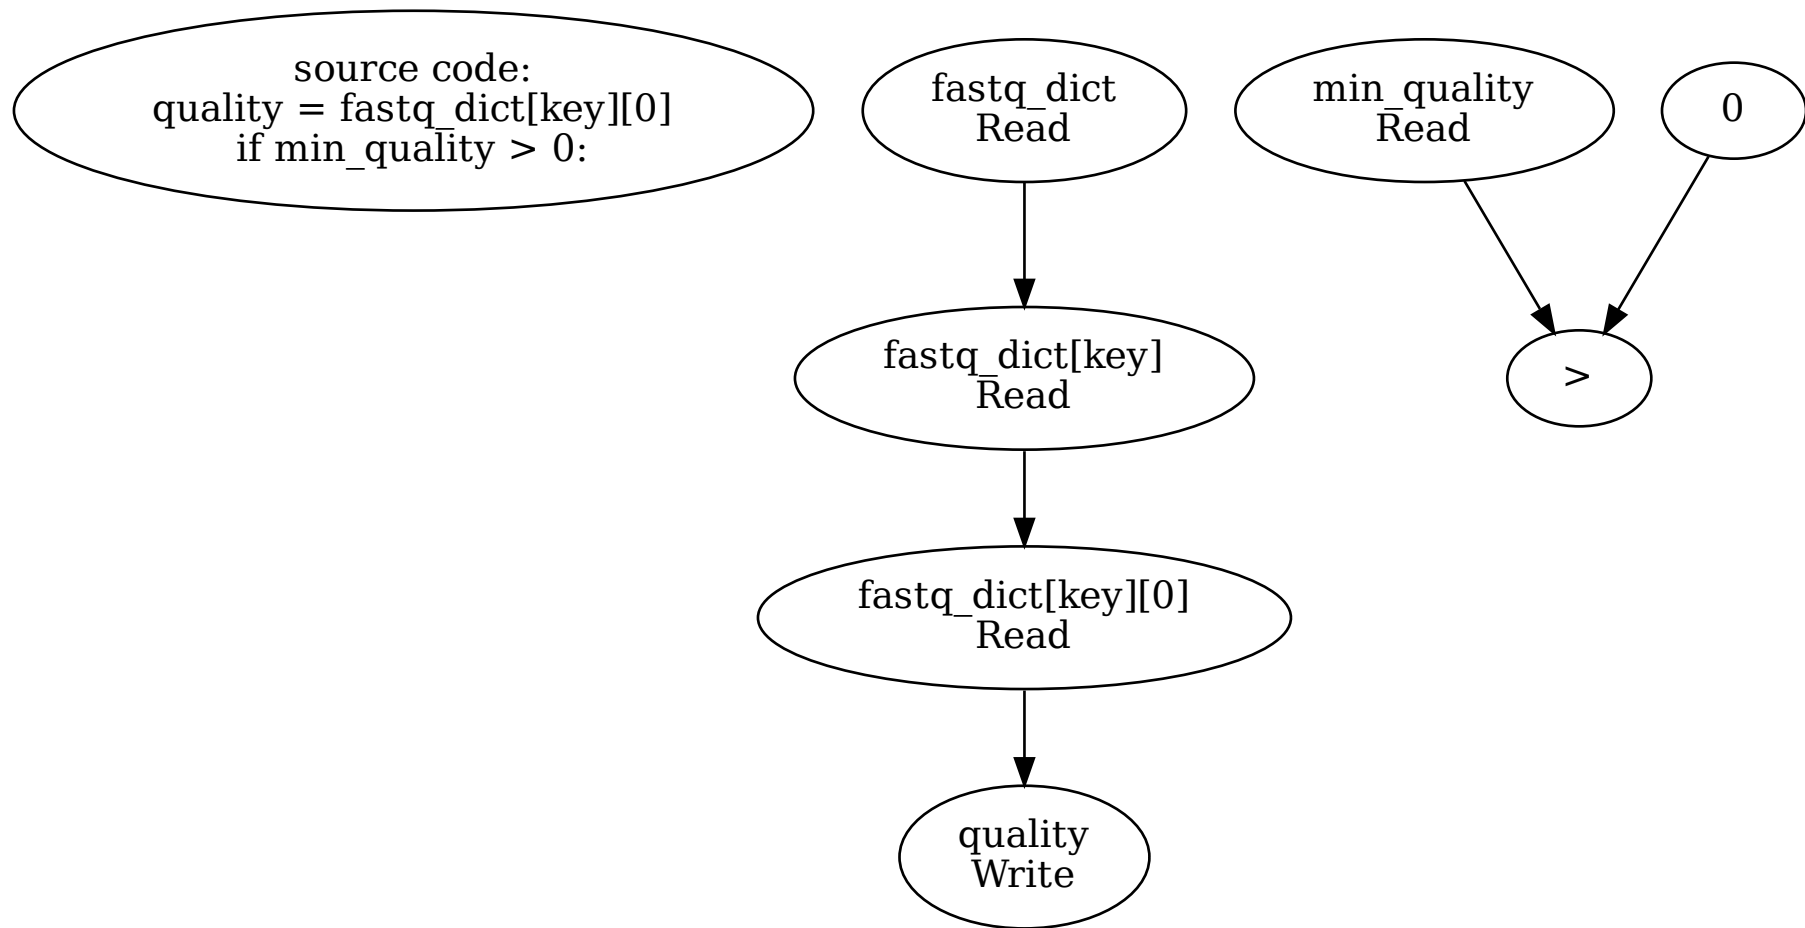 source code:
quality = fastq_dict[key][0]
if min_quality > 0:
fastq_dict
Read
min_quality
Read
0
fastq_dict[key]
Read
>
fastq_dict[key][0]
Read
quality
Write